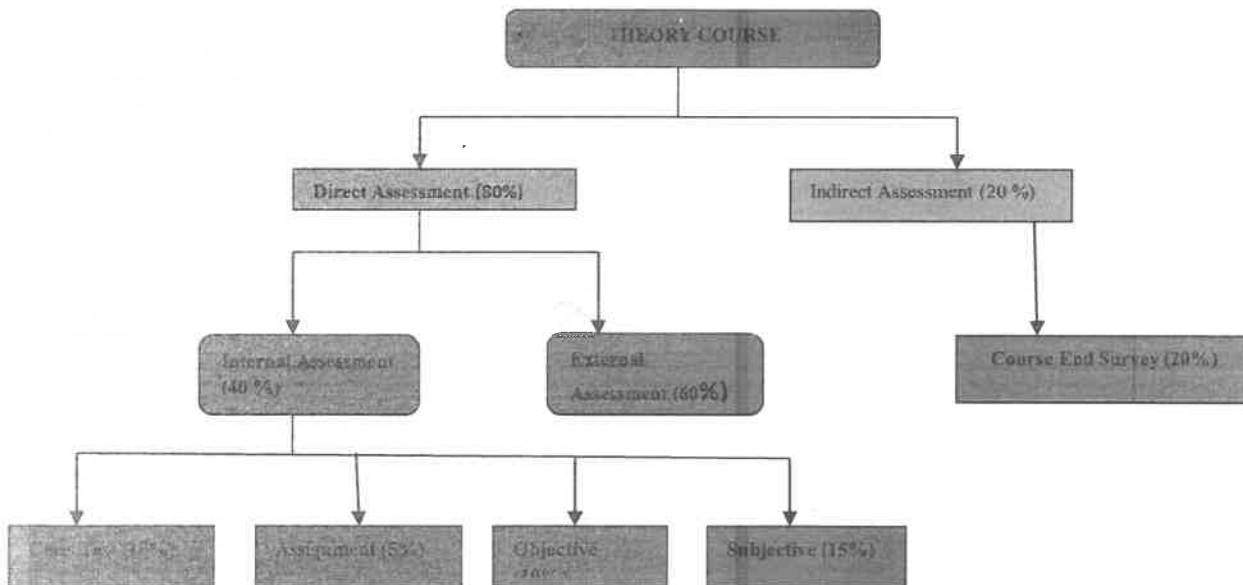 THEORY COURSE
Direct Assessment (80%)
Indirect Assessment (20 %)
Internal Assessment
(40 %)
External
Assessment (60%)
Course End Survey (20%)
Assignment (5%)
Objective
Subjective (15%)